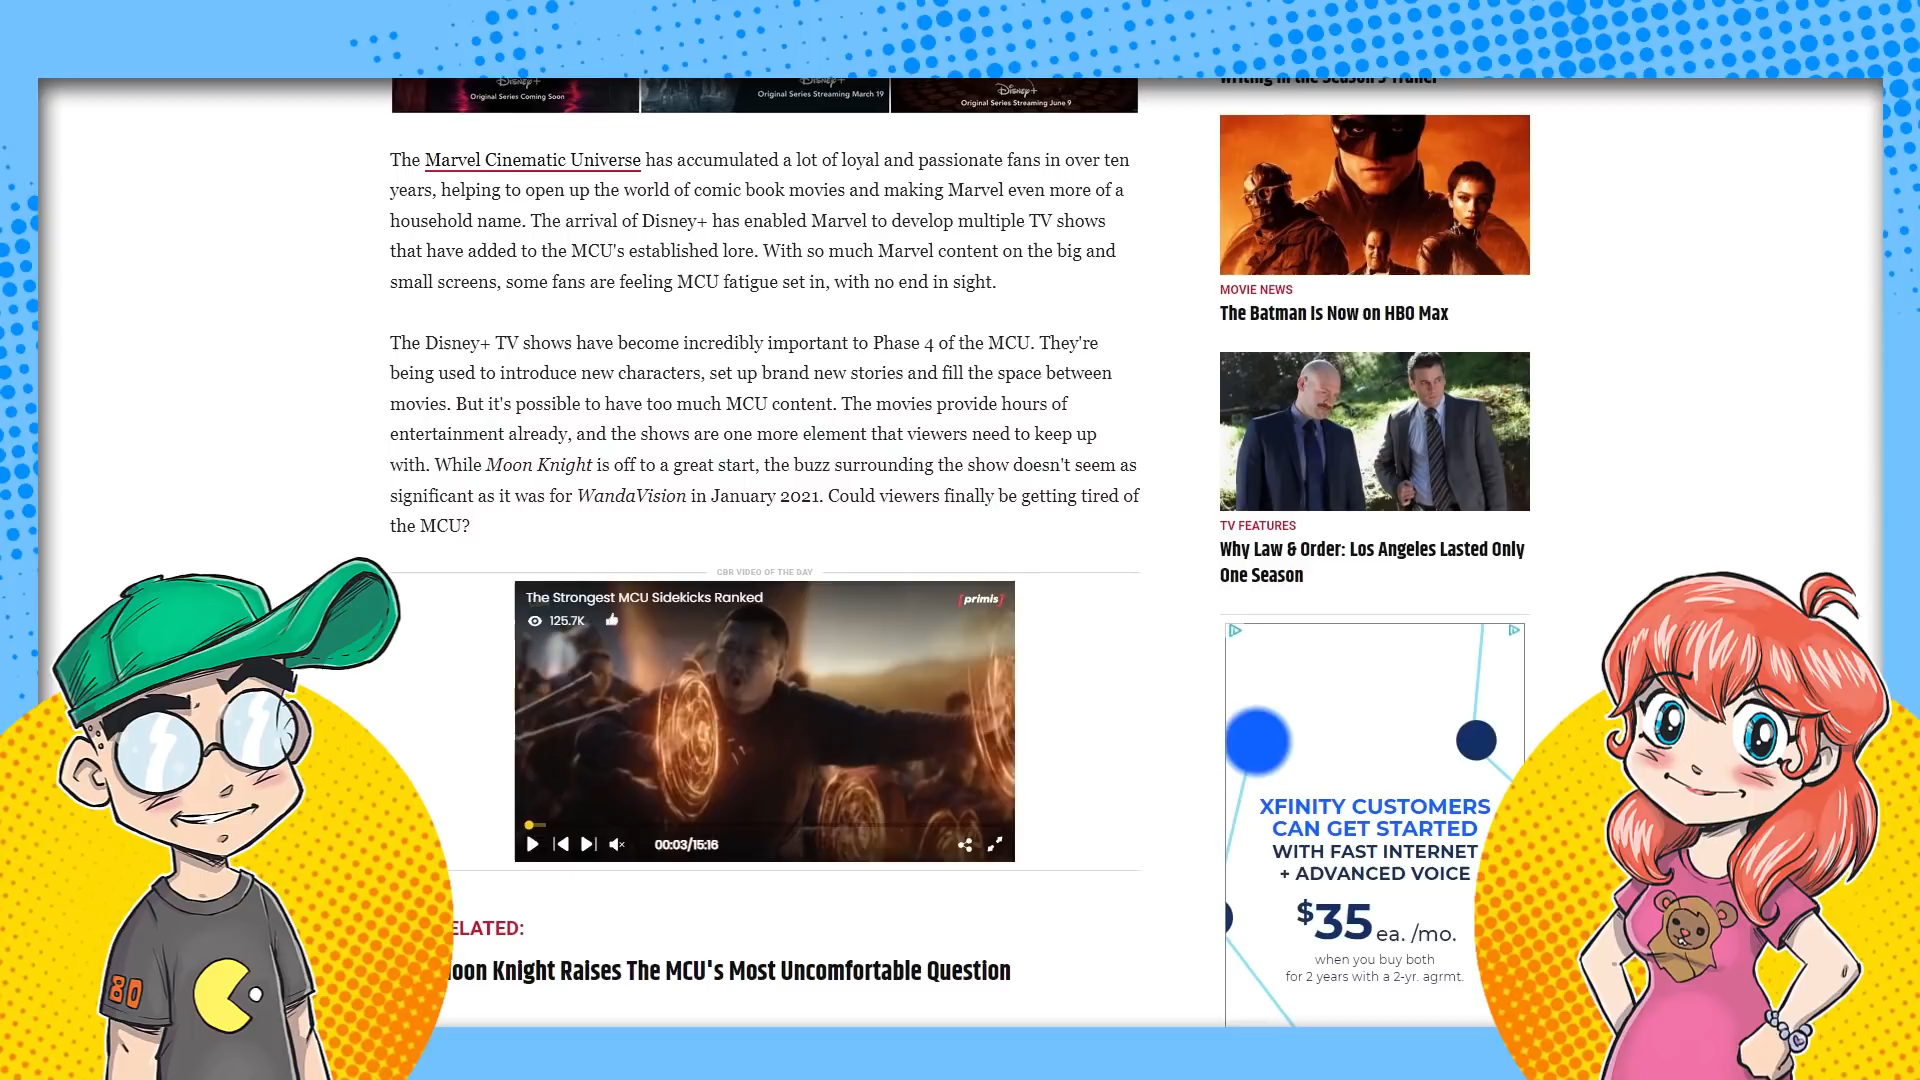 Disney+
Original Series Coming Soon
Disney+
Original Series Streaming March 19
Disney+
Original Series Streaming June 9
The Marvel Cinematic Universe has accumulated a lot of loyal and passionate fans in over ten
years, helping to open up the world of comic book movies and making Marvel even more of a
household name. The arrival of Disney+ has enabled Marvel to develop multiple TV shows
that have added to the MCU's established lore. With so much Marvel content on the big and
small screens, some fans are feeling MCU fatigue set in, with no end in sight.
The Disney+ TV shows have become incredibly important to Phase 4 of the MCU. They're
being used to introduce new characters, set up brand new stories and fill the space between
movies. But it's possible to have too much MCU content. The movies provide hours of
entertainment already, and the shows are one more element that viewers need to keep up
with. While Moon Knight is off to a great start, the buzz surrounding the show doesn't seem as
significant as it was for WandaVision in January 2021. Could viewers finally be getting tired of
the MCU?
CBR VIDEO OF THE DAY
The Strongest MCU Sidekicks Ranked
primis
125.7K
00:03/15:16
ELATED:
oon Knight Raises The MCU's Most Uncomfortable Question
Writing in the Season 3 Trailer
MOVIE NEWS
The Batman Is Now on HBO Max
TV FEATURES
Why Law & Order: Los Angeles Lasted Only
One Season
XFINITY CUSTOMERS
CAN GET STARTED
WITH FAST INTERNET
+ ADVANCED VOICE
$35 ea. /mo.
when you buy both
for 2 years with a 2-yr. agrmt.
80